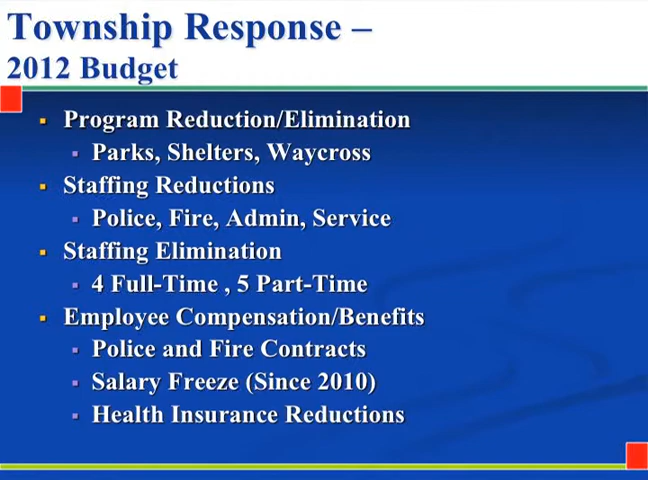 Township Response –
2012 Budget
Program Reduction/Elimination
Parks, Shelters, Waycross
Staffing Reductions
Police, Fire, Admin, Service
Staffing Elimination
4 Full-Time , 5 Part-Time
Employee Compensation/Benefits
Police and Fire Contracts
Salary Freeze (Since 2010)
Health Insurance Reductions